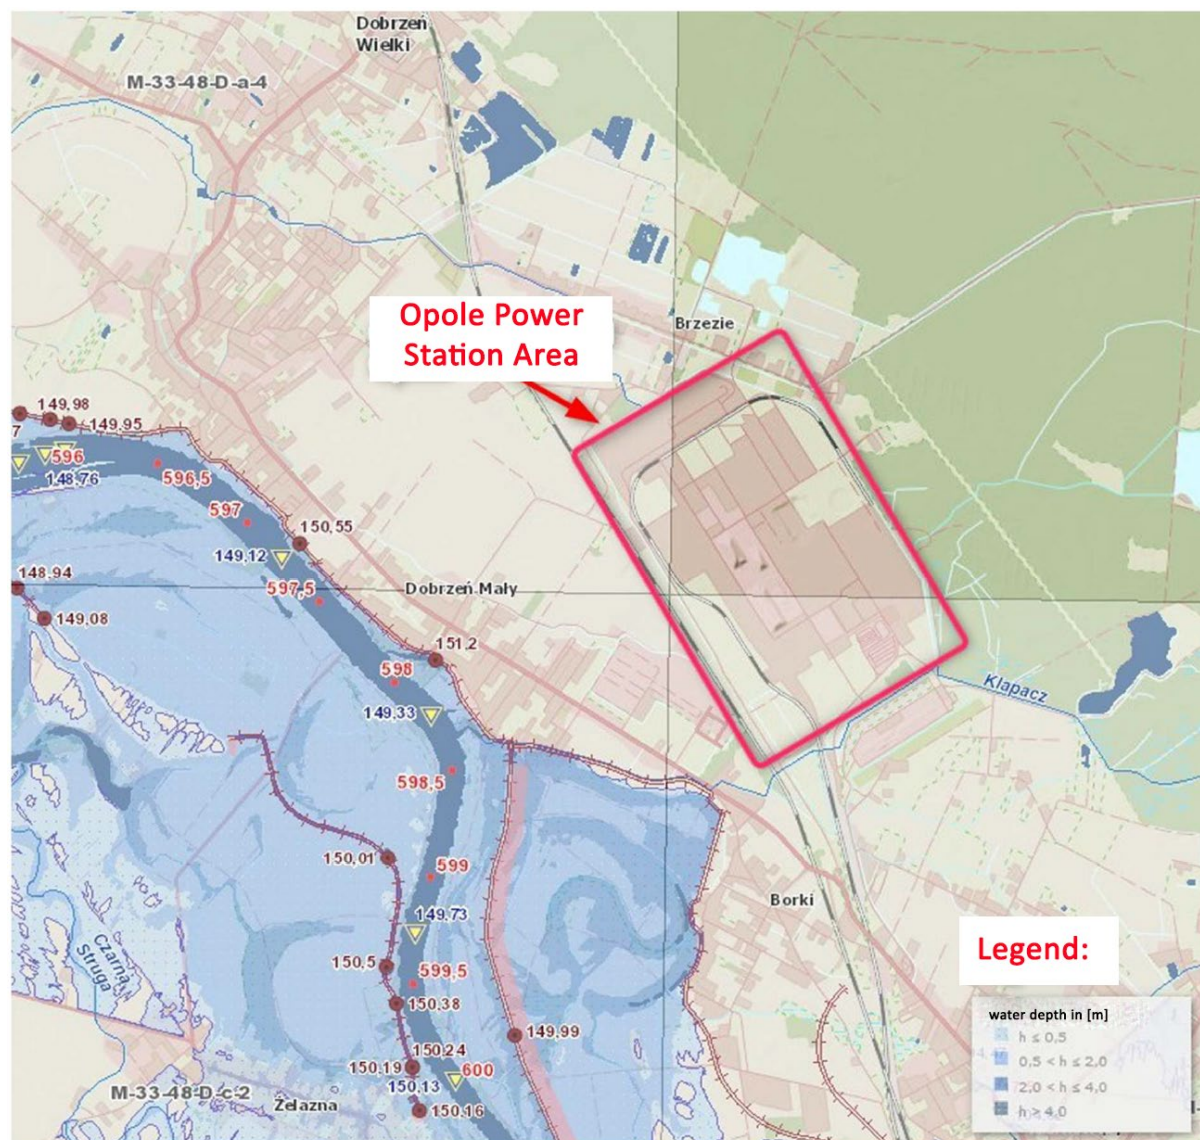 Dobrzeń
Wielki
M-33-48-D-a-4
Opole Power
Station Area
Brzezie
149,98
149,95
7
596
148,76
596,5
597
150,55
149,12
148,94
597,5
Dobrzeń Mały
149,08
151,2
598
Klapacz
149,33
598,5
150,01
599
Borki
149,73
Czarna
Struga
150,5
599,5
150,38
149,99
150,24
150,19
600
150,13
M-33-48-D-c-2
Żelazna
150,16
Legend:
water depth in [m]
h ≤ 0,5
0,5 < h ≤ 2,0
2,0 < h ≤ 4,0
h > 4,0